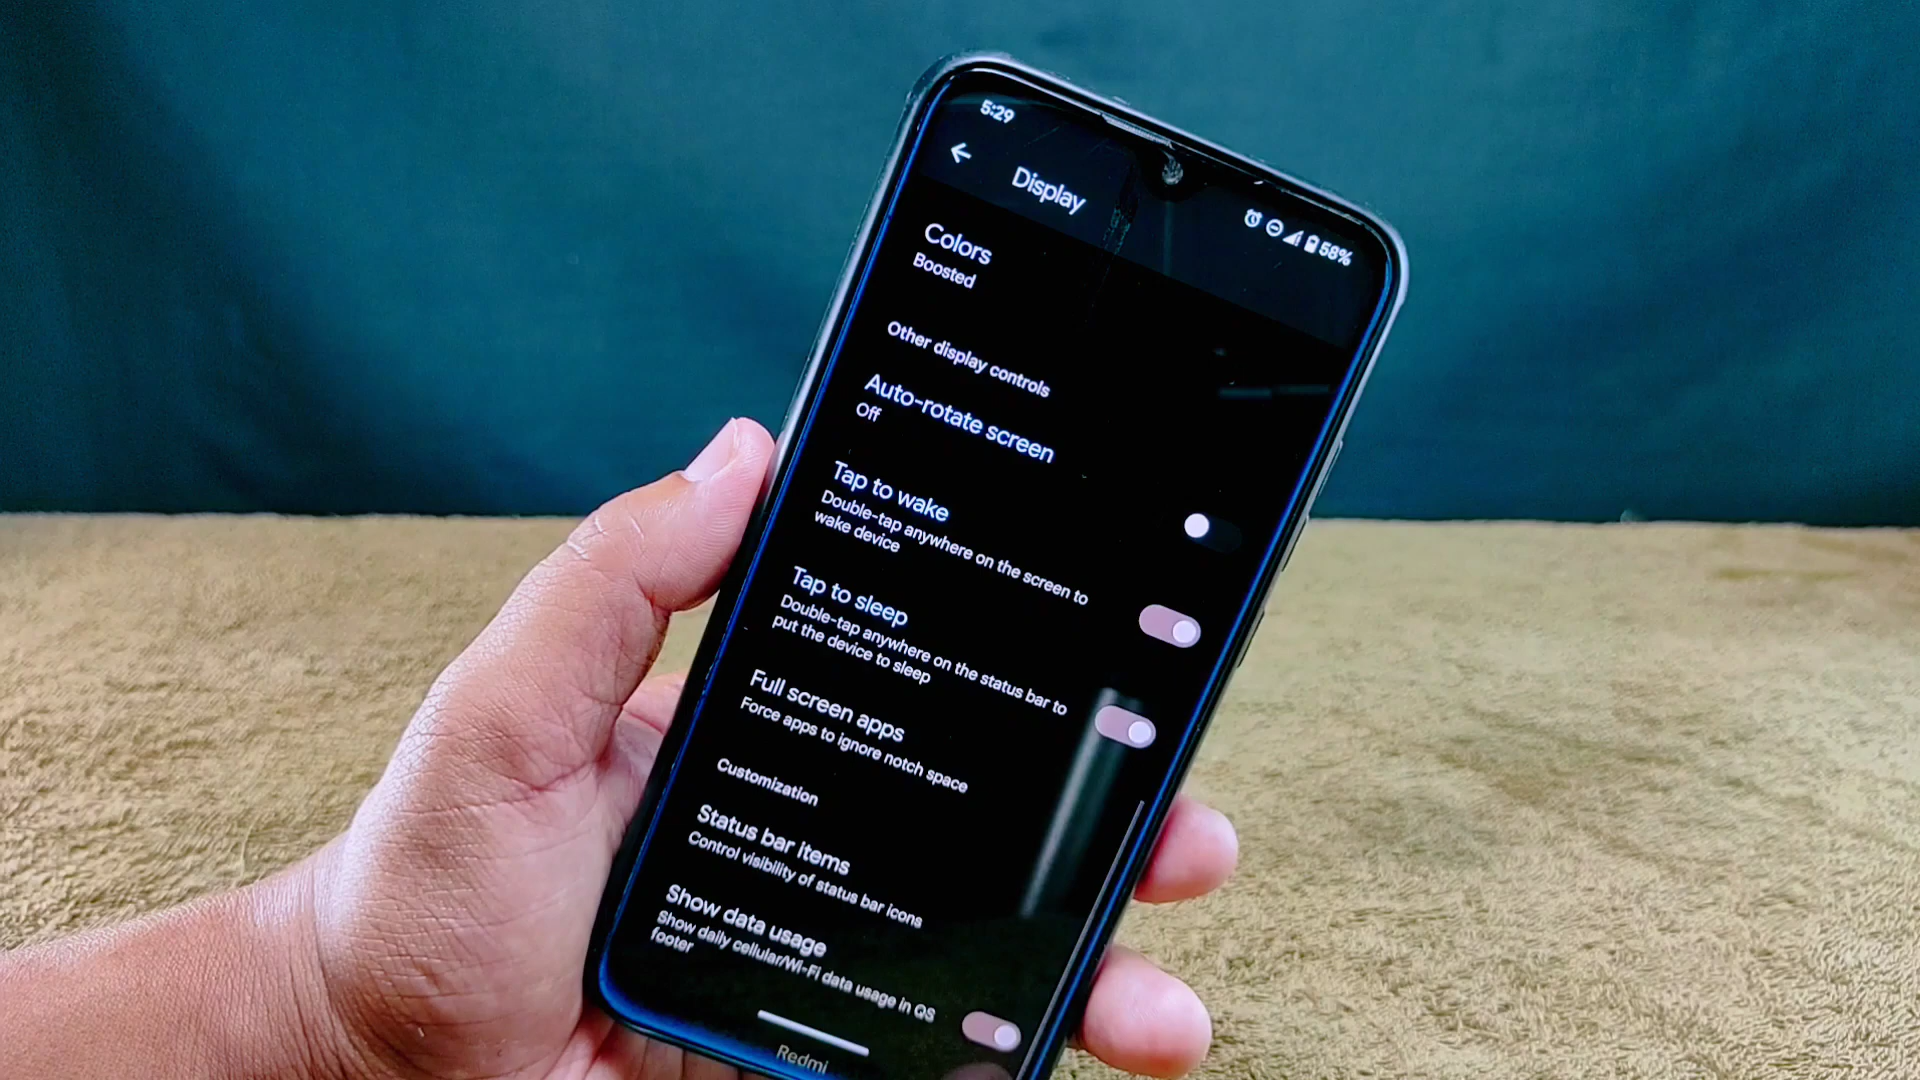 5:29
58%
Display
Colors
Boosted
Other display controls
Auto-rotate screen
Off
Tap to wake
Double-tap anywhere on the screen to
wake device
Tap to sleep
Double-tap anywhere on the status bar to
put the device to sleep
Full screen apps
Force apps to ignore notch space
Customization
Status bar items
Control visibility of status bar icons
Show data usage
Show daily cellular/Wi-Fi data usage in QS
footer
Redmi